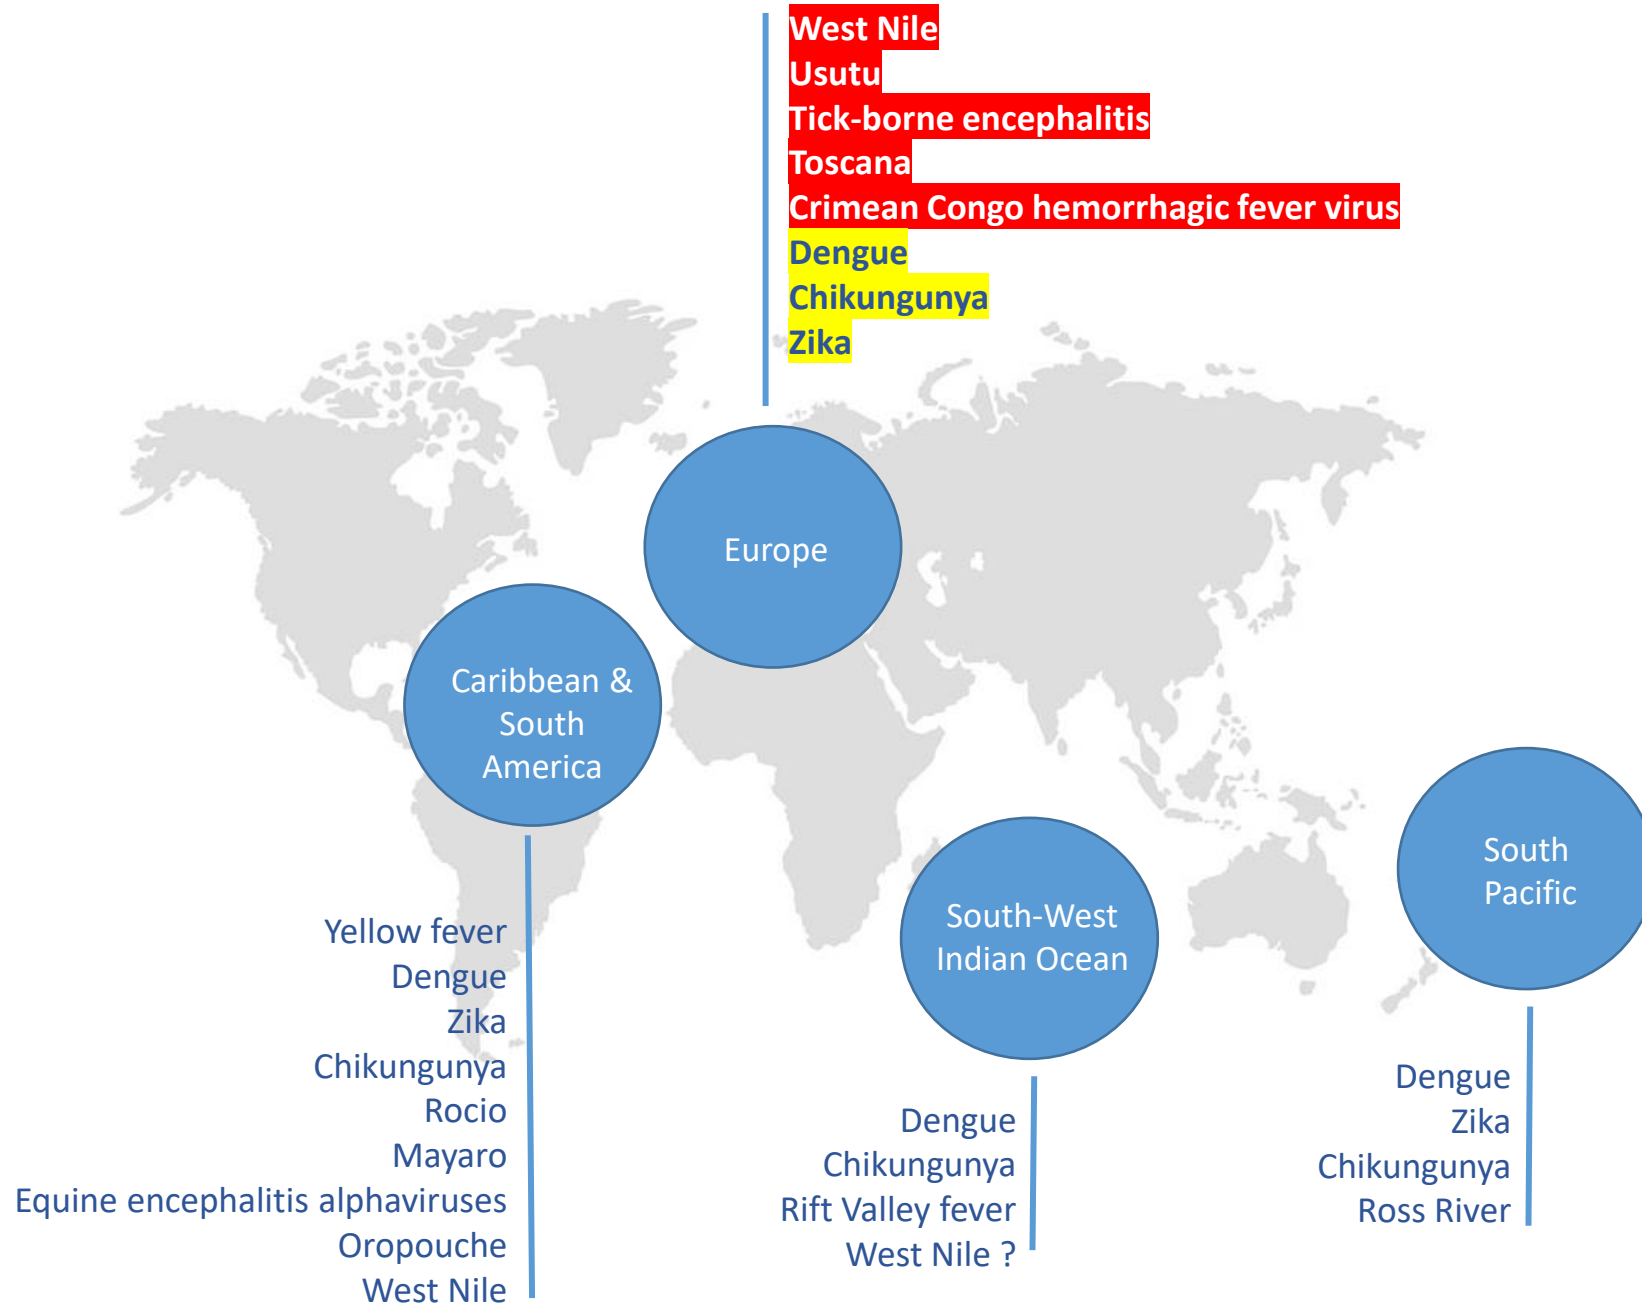 West Nile
Usutu
Tick-borne encephalitis
Toscana
Crimean Congo hemorrhagic fever virus
Dengue
Chikungunya
Zika
Europe
Caribbean &
South
America
South-West
Indian Ocean
South
Pacific
Yellow fever
Dengue
Zika
Chikungunya
Rocio
Mayaro
Equine encephalitis alphaviruses
Oropouche
West Nile
Dengue
Chikungunya
Rift Valley fever
West Nile ?
Dengue
Zika
Chikungunya
Ross River